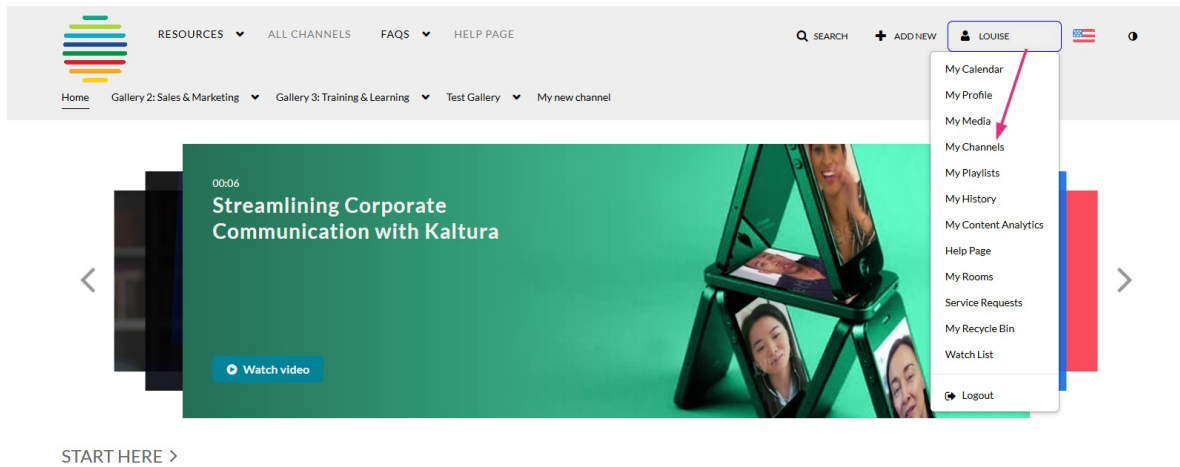 RESOURCES ALL CHANNELS FAQS HELP PAGE SEARCH ADD NEW LOUISE
Home Gallery 2: Sales & Marketing Gallery 3: Training & Learning Test Gallery My new channel
My Calendar
My Profile
My Media
My Channels
My Playlists
My History
My Content Analytics
Help Page
My Rooms
Service Requests
My Recycle Bin
Watch List
Logout
00:06
Streamlining Corporate
Communication with Kaltura
Watch video
START HERE >